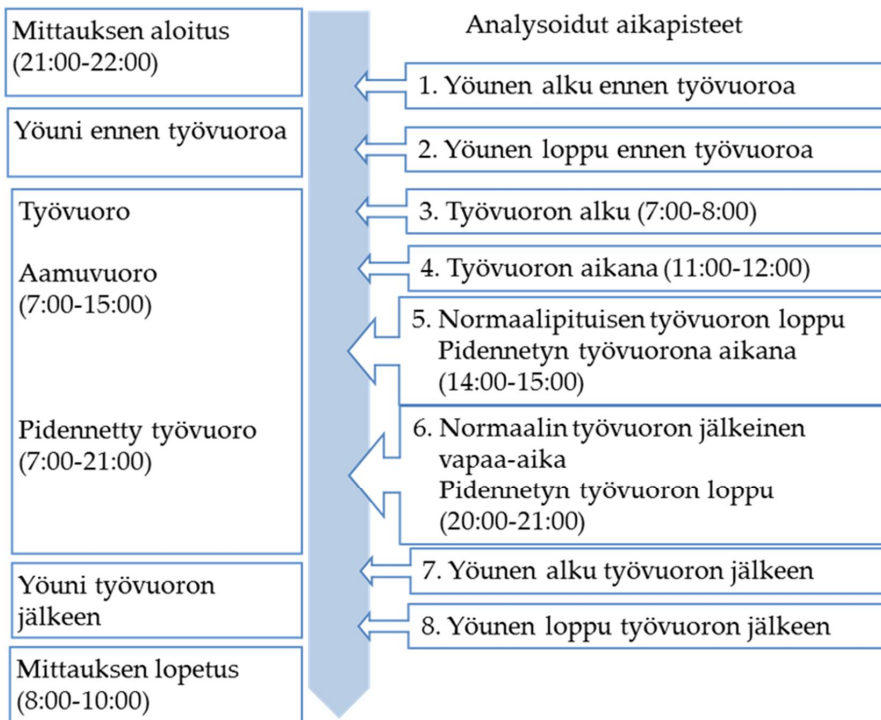 Mittauksen aloitus
(21:00-22:00)
Yöuni ennen työvuoroa
Työvuoro
Aamuvuoro
(7:00-15:00)
Pidennetty työvuoro
(7:00-21:00)
Yöuni työvuoron
jälkeen
Mittauksen lopetus
(8:00-10:00)
Analysoidut aikapisteet
1. Yöunen alku ennen työvuoroa
2. Yöunen loppu ennen työvuoroa
3. Työvuoron alku (7:00-8:00)
4. Työvuoron aikana (11:00-12:00)
5. Normaalipituisen työvuoron loppu
Pidennetyn työvuorona aikana
(14:00-15:00)
6. Normaalin työvuoron jälkeinen
vapaa-aika
Pidennetyn työvuoron loppu
(20:00-21:00)
7. Yöunen alku työvuoron jälkeen
8. Yöunen loppu työvuoron jälkeen